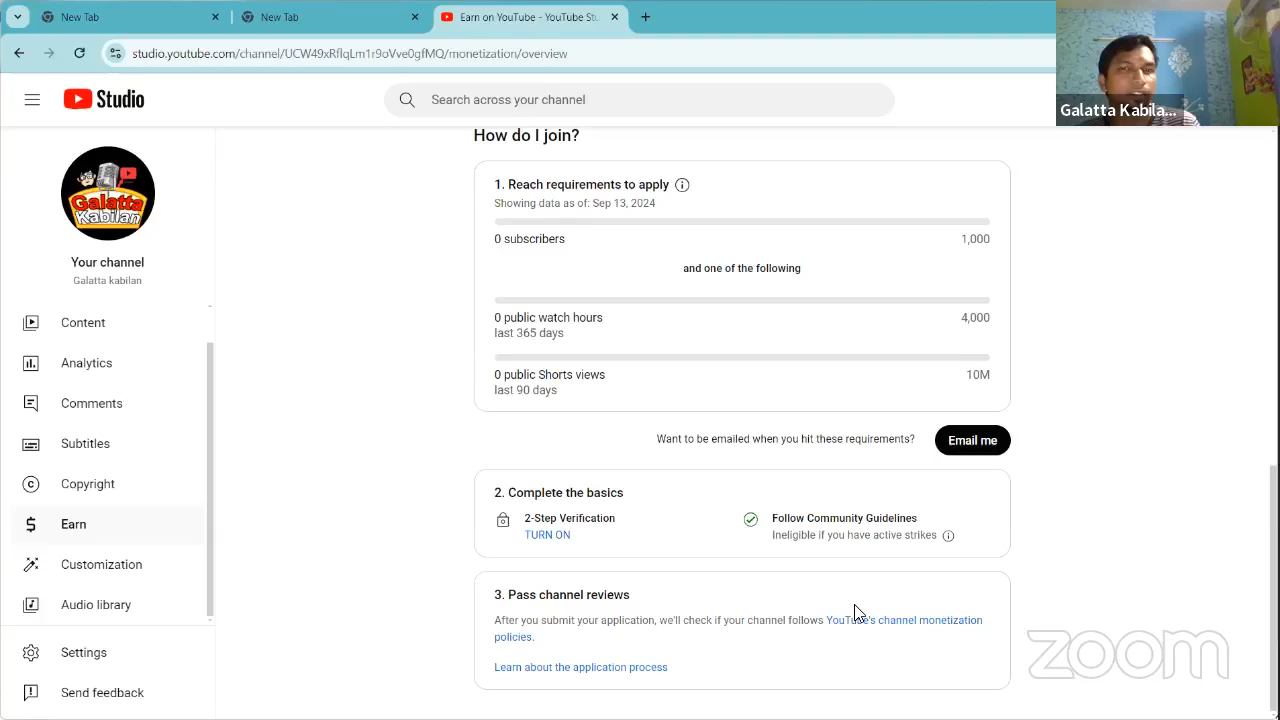 New Tab
New Tab
Earn on YouTube - YouTube Stu
studio.youtube.com/channel/UCW49xRflqLm1r9oVve0gfMQ/monetization/overview
Studio
Search across your channel
Galatta Kabila...
Galatta
Kabilan
Your channel
Galatta kabilan
Content
Analytics
Comments
Subtitles
Copyright
Earn
Customization
Audio library
Settings
Send feedback
How do I join?
1. Reach requirements to apply
Showing data as of: Sep 13, 2024
0 subscribers 1,000
and one of the following
0 public watch hours 4,000
last 365 days
0 public Shorts views 10M
last 90 days
Want to be emailed when you hit these requirements? Email me
2. Complete the basics
2-Step Verification
TURN ON
Follow Community Guidelines
Ineligible if you have active strikes
3. Pass channel reviews
After you submit your application, we'll check if your channel follows YouTube's channel monetization
policies.
Learn about the application process
zoom